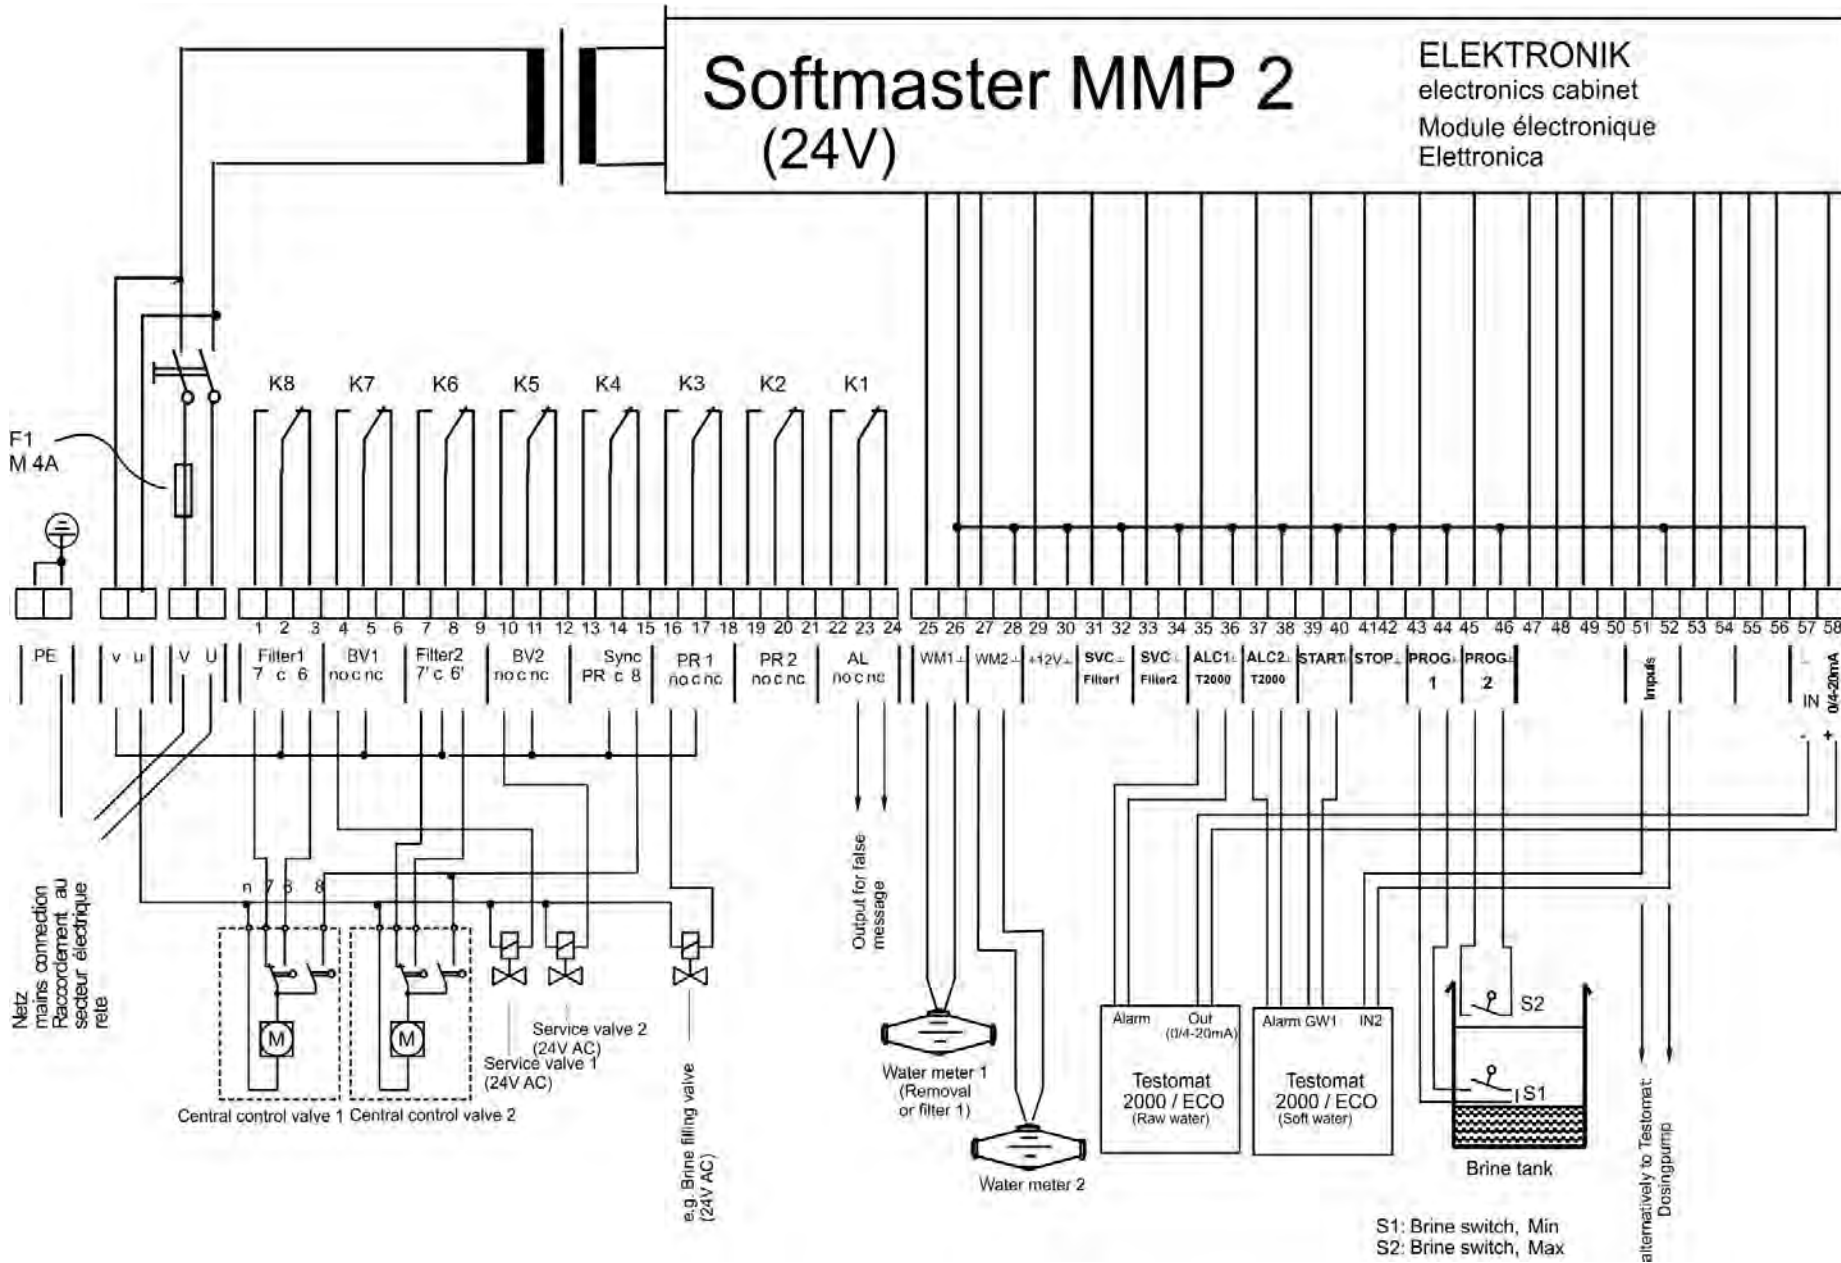 Softmaster MMP 2
(24V)
ELEKTRONIK
electronics cabinet
Module électronique
Elettronica
K8 K7 K6 K5 K4 K3 K2 K1
F1
M 4A
1 2 3 4 5 6 7 8 9 10 11 12 13 14 15 16 17 18 19 20 21 22 23 24 25 26 27 28 29 30 31 32 33 34 35 36 37 38 39 40 41 42 43 44 45 46 47 48 49 50 51 52 53 54 55 56 57 58
PE v u V U Filter1 BV1 Filter2 BV2 Sync PR 1 PR 2 AL WM1 ⊥ WM2 ⊥ +12V ⊥ SVC ⊥ SVC ⊥ ALC1 ⊥ ALC2 ⊥ START ⊥ STOP ⊥ PROG ⊥ PROG ⊥
7 c 6 no c nc 7' c 6' no c nc PR c 8 no c nc no c nc no c nc Filter1 Filter2 T2000 T2000 1 2
Impuls
IN
0/4-20mA
- +
n 7 6 8
Netz
mains connection
Raccordement au
secteur électrique
rete
Output for false
message
M M
Central control valve 1 Central control valve 2
Service valve 2
(24V AC)
Service valve 1
(24V AC)
e.g. Brine filling valve
(24V AC)
Water meter 1
(Removal
or filter 1)
Water meter 2
Alarm Out
(0/4-20mA)
Testomat
2000 / ECO
(Raw water)
Alarm GW1 IN2
Testomat
2000 / ECO
(Soft water)
S2
S1
Brine tank
S1: Brine switch, Min
S2: Brine switch, Max
alternatively to Testomat:
Dosingpump